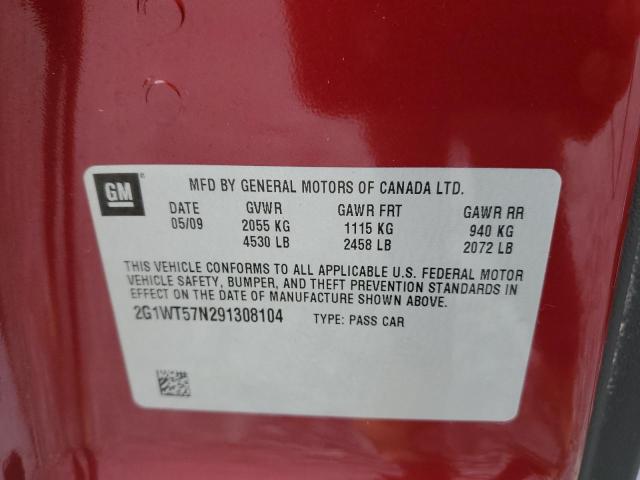 GM
MFD BY GENERAL MOTORS OF CANADA LTD.
DATE GVWR GAWR FRT GAWR RR
05/09 2055 KG 1115 KG 940 KG
4530 LB 2458 LB 2072 LB
THIS VEHICLE CONFORMS TO ALL APPLICABLE U.S. FEDERAL MOTOR
VEHICLE SAFETY, BUMPER, AND THEFT PREVENTION STANDARDS IN
EFFECT ON THE DATE OF MANUFACTURE SHOWN ABOVE.
2G1WT57N291308104 TYPE: PASS CAR